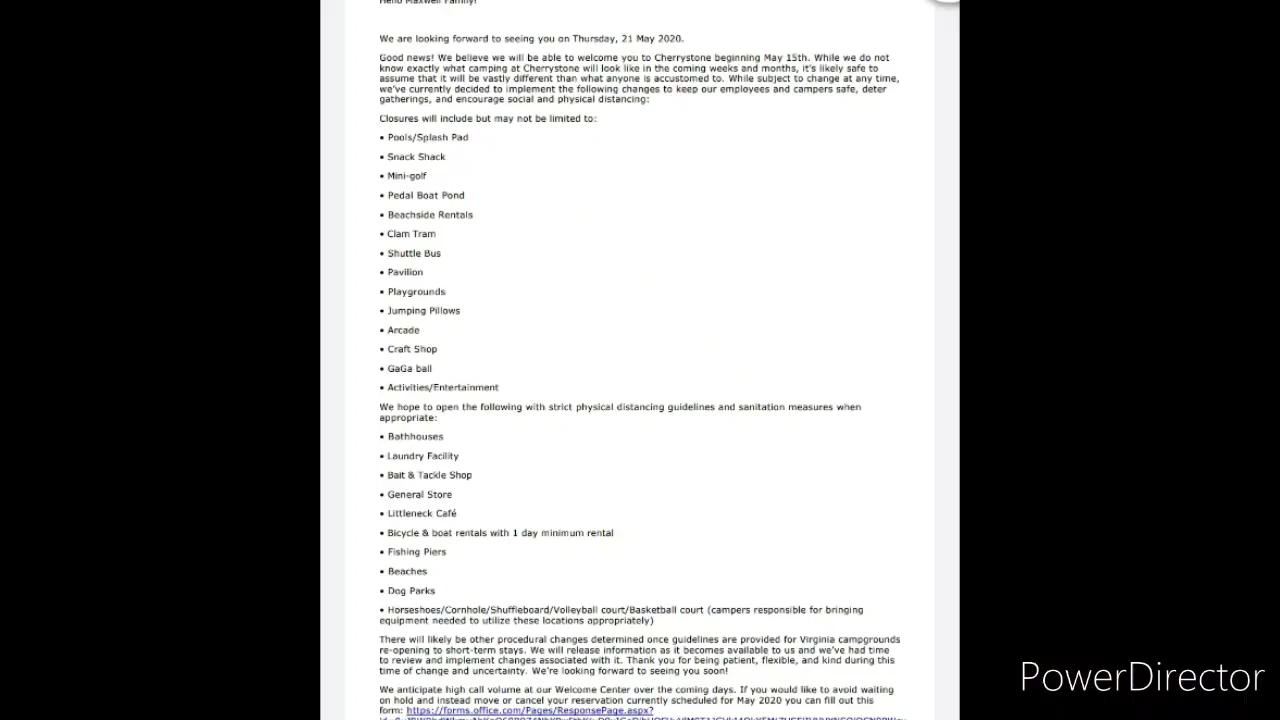 Hello Maxwell Family!
We are looking forward to seeing you on Thursday, 21 May 2020.
Good news! We believe we will be able to welcome you to Cherrystone beginning May 15th. While we do not
know exactly what camping at Cherrystone will look like in the coming weeks and months, it's likely safe to
assume that it will be vastly different than what anyone is accustomed to. While subject to change at any time,
we've currently decided to implement the following changes to keep our employees and campers safe, deter
gatherings, and encourage social and physical distancing:
Closures will include but may not be limited to:
• Pools/Splash Pad
• Snack Shack
• Mini-golf
• Pedal Boat Pond
• Beachside Rentals
• Clam Tram
• Shuttle Bus
• Pavilion
• Playgrounds
• Jumping Pillows
• Arcade
• Craft Shop
• GaGa ball
• Activities/Entertainment
We hope to open the following with strict physical distancing guidelines and sanitation measures when
appropriate:
• Bathhouses
• Laundry Facility
• Bait & Tackle Shop
• General Store
• Littleneck Café
• Bicycle & boat rentals with 1 day minimum rental
• Fishing Piers
• Beaches
• Dog Parks
• Horseshoes/Cornhole/Shuffleboard/Volleyball court/Basketball court (campers responsible for bringing
equipment needed to utilize these locations appropriately)
There will likely be other procedural changes determined once guidelines are provided for Virginia campgrounds
re-opening to short-term stays. We will release information as it becomes available to us and we've had time
to review and implement changes associated with it. Thank you for being patient, flexible, and kind during this
time of change and uncertainty. We're looking forward to seeing you soon!
We anticipate high call volume at our Welcome Center over the coming days. If you would like to avoid waiting
on hold and instead move or cancel your reservation currently scheduled for May 2020 you can fill out this
form: https://forms.office.com/Pages/ResponsePage.aspx?
PowerDirector